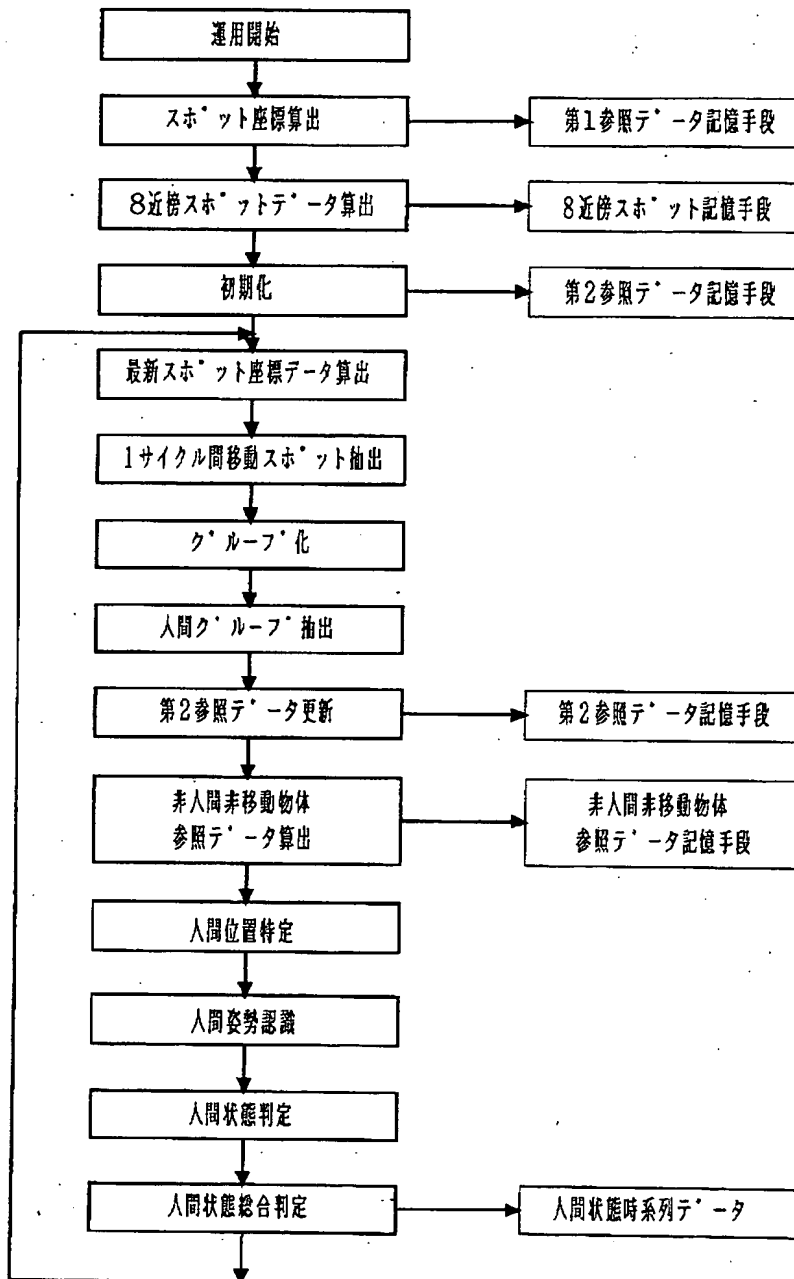 運用開始
スポット座標算出
第1参照データ記憶手段
8近傍スポットデータ算出
8近傍スポット記憶手段
初期化
第2参照データ記憶手段
最新スポット座標データ算出
1サイクル間移動スポット抽出
グループ化
人間グループ抽出
第2参照データ更新
第2参照データ記憶手段
非人間非移動物体
参照データ算出
非人間非移動物体
参照データ記憶手段
人間位置特定
人間姿勢認識
人間状態判定
人間状態総合判定
人間状態時系列データ